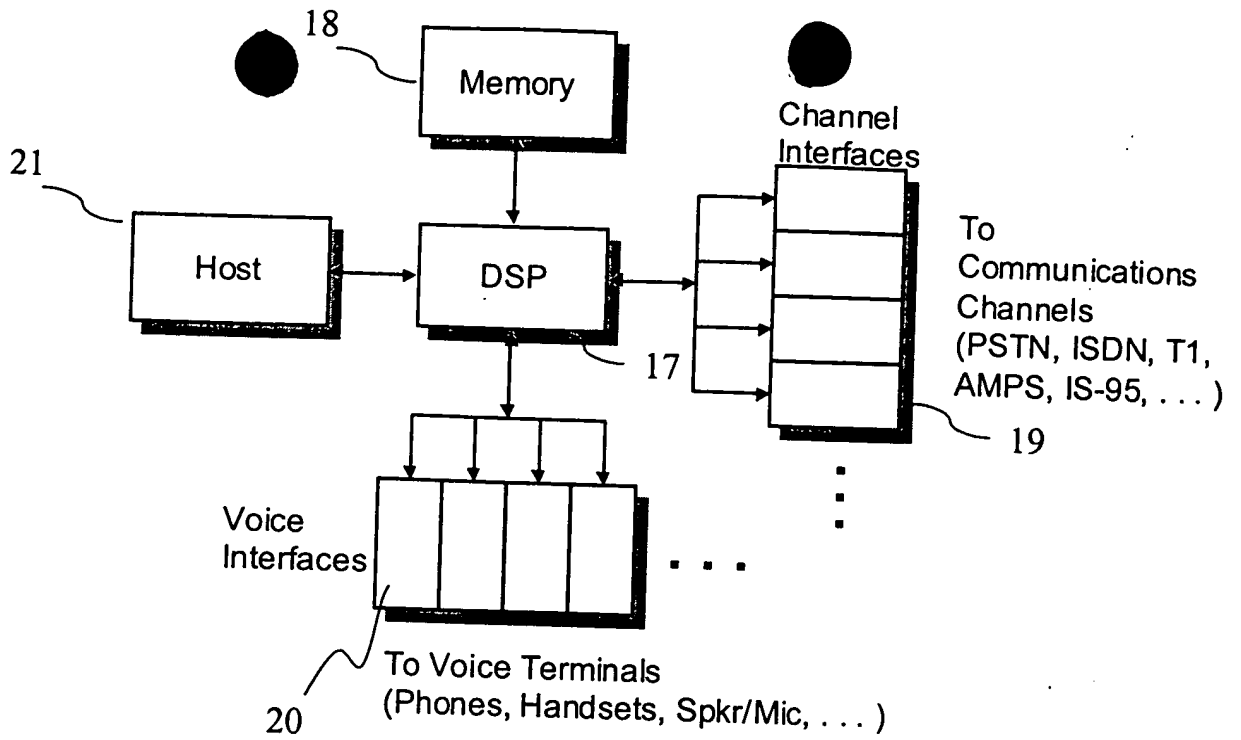 18
Memory
Channel
Interfaces
21
Host
DSP
To
Communications
Channels
(PSTN, ISDN, T1,
AMPS, IS-95, . . . )
17
19
Voice
Interfaces
. . .
20
To Voice Terminals
(Phones, Handsets, Spkr/Mic, . . . )